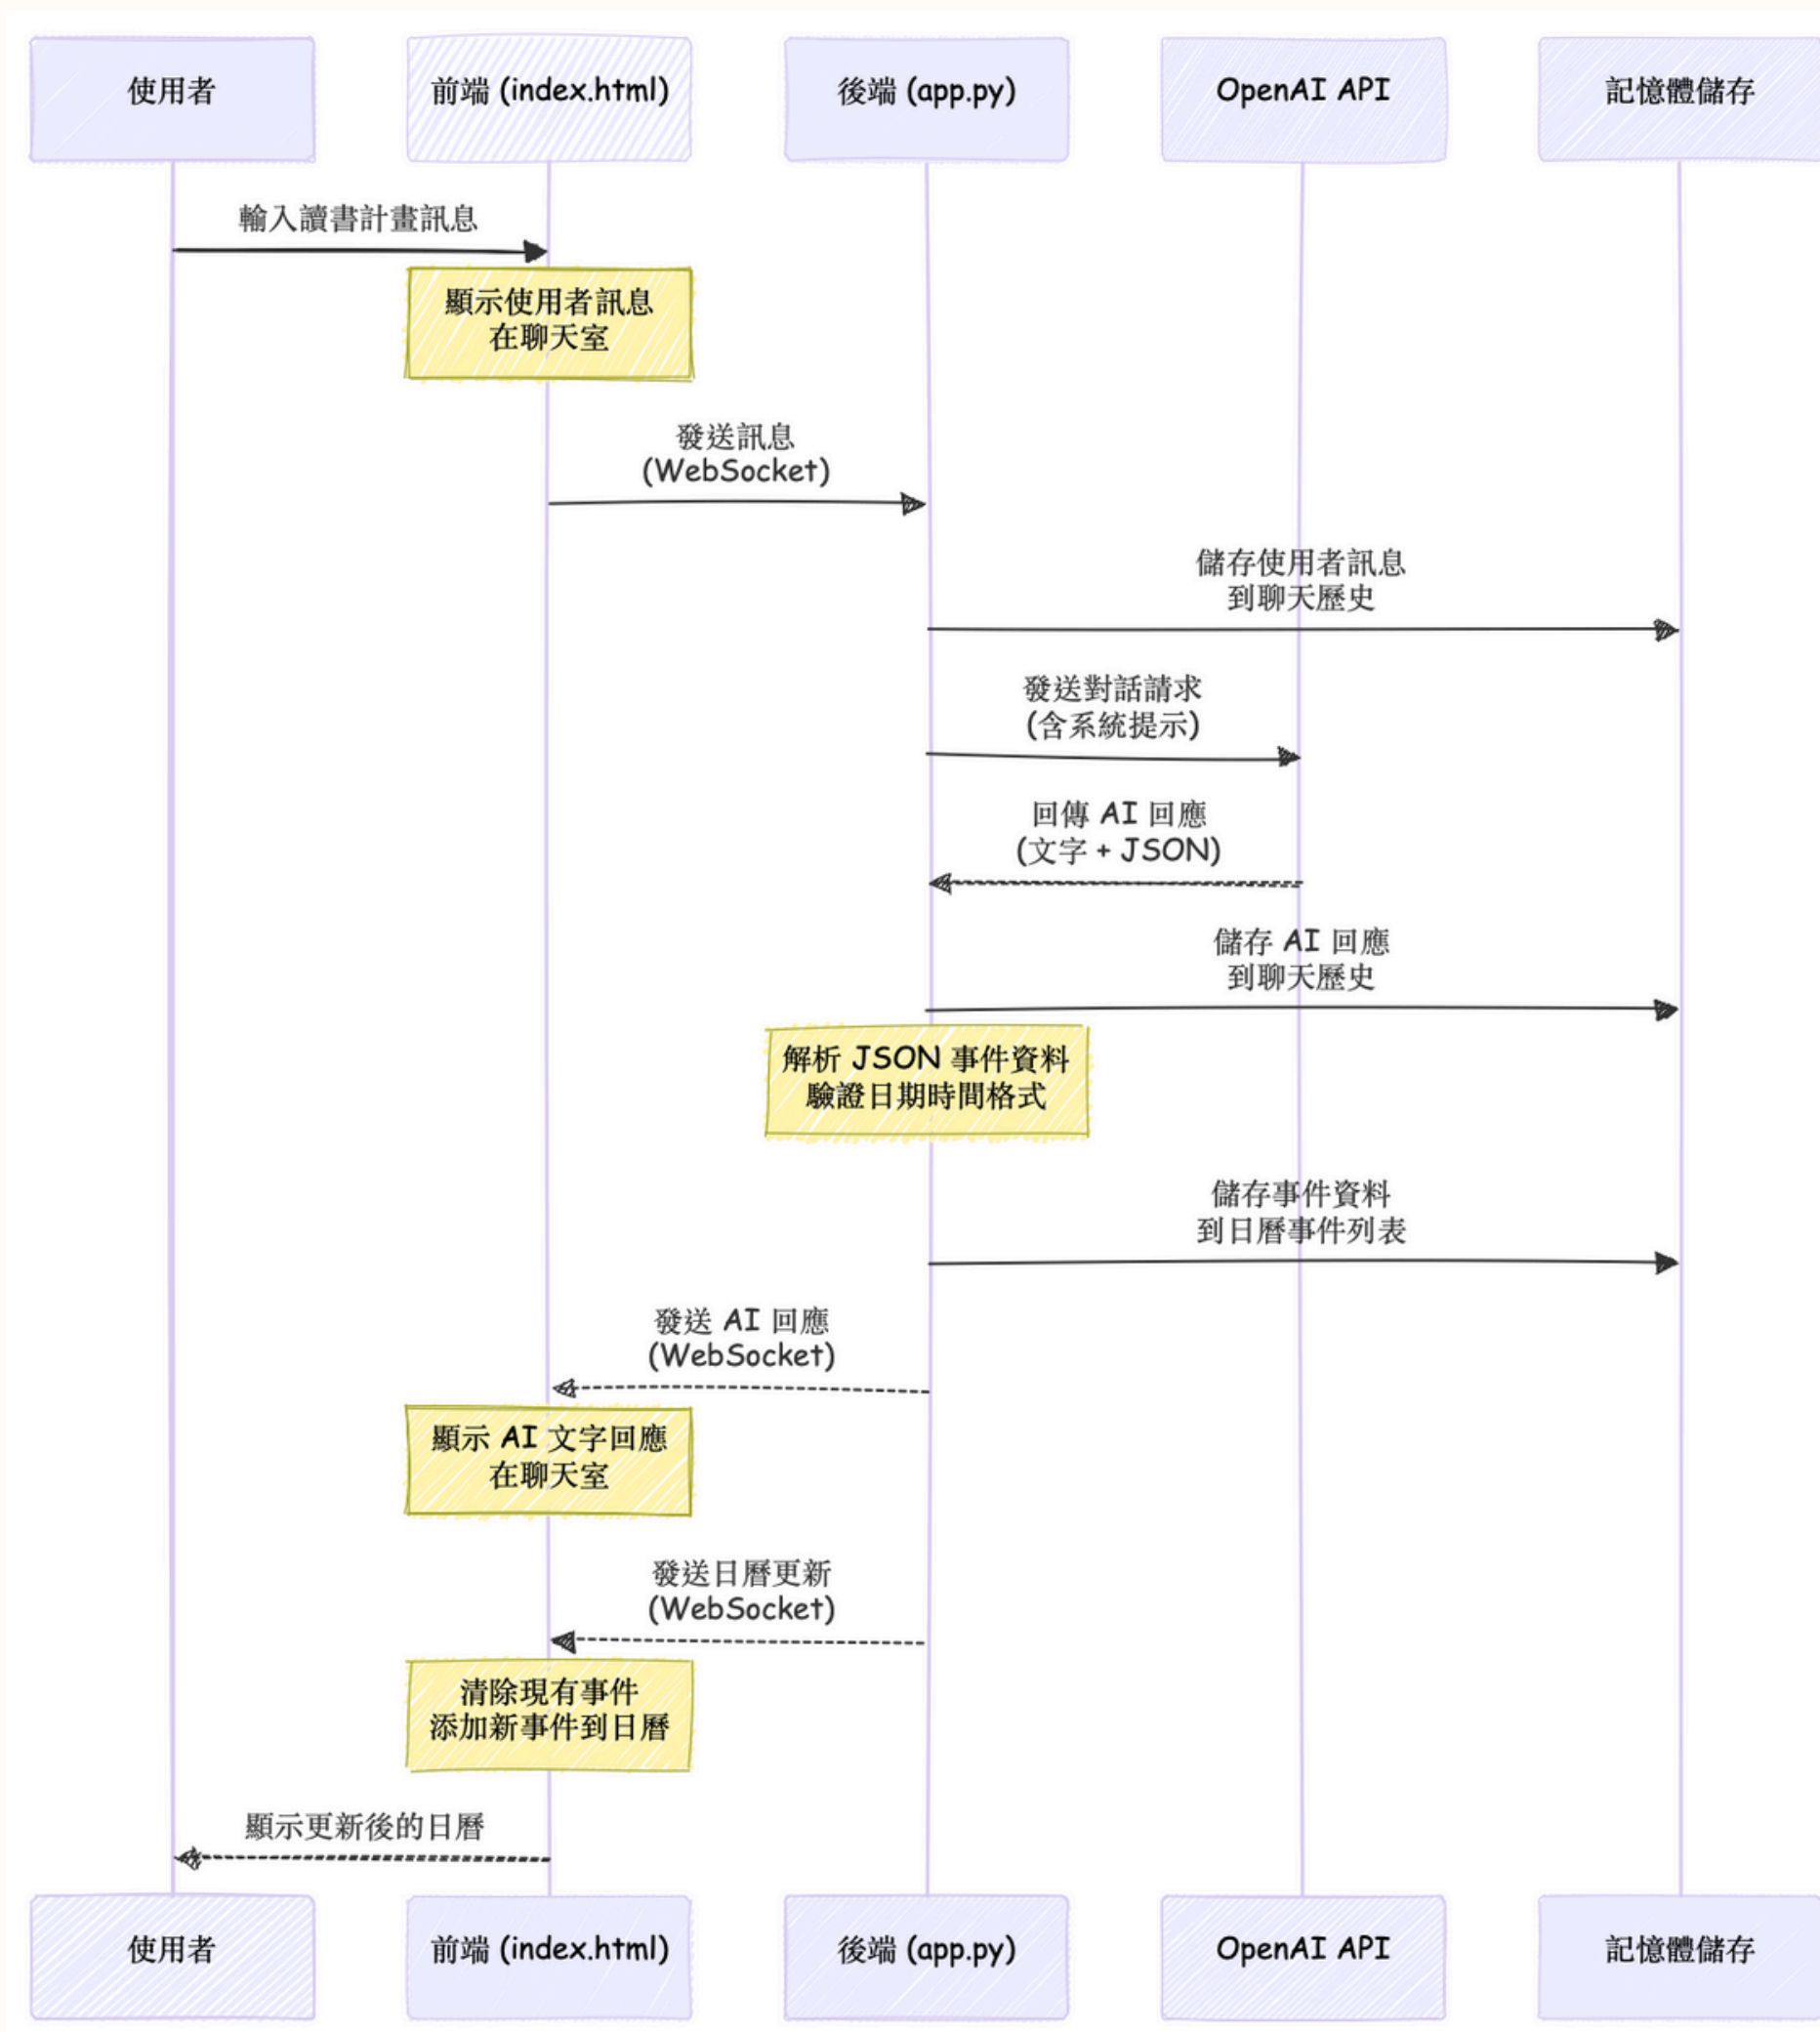 使用者
前端 (index.html)
後端 (app.py)
OpenAI API
記憶體儲存
輸入讀書計畫訊息
顯示使用者訊息
在聊天室
發送訊息
(WebSocket)
儲存使用者訊息
到聊天歷史
發送對話請求
(含系統提示)
回傳 AI 回應
(文字 + JSON)
儲存 AI 回應
到聊天歷史
解析 JSON 事件資料
驗證日期時間格式
儲存事件資料
到日曆事件列表
發送 AI 回應
(WebSocket)
顯示 AI 文字回應
在聊天室
發送日曆更新
(WebSocket)
清除現有事件
添加新事件到日曆
顯示更新後的日曆
使用者
前端 (index.html)
後端 (app.py)
OpenAI API
記憶體儲存